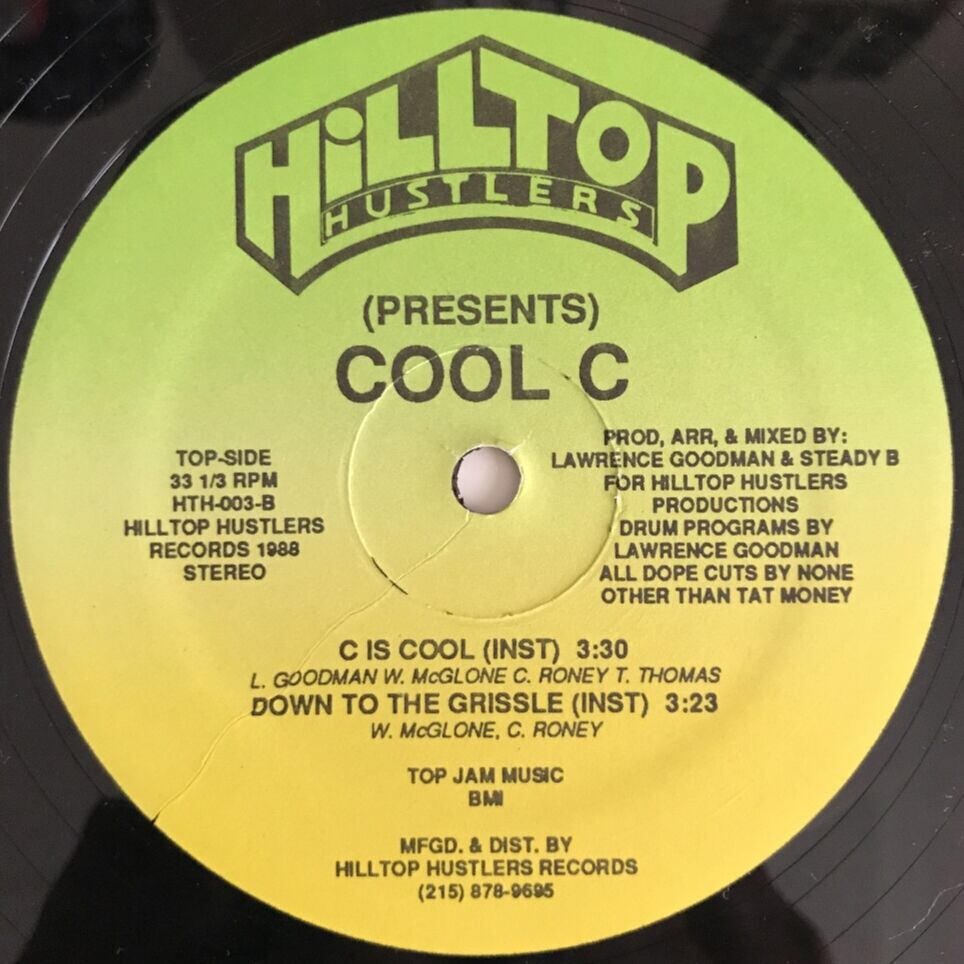 HiLLTOP
HUSTLERS
(PRESENTS)
COOL C
TOP-SIDE
33 1/3 RPM
HTH-003-B
HILLTOP HUSTLERS
RECORDS 1988
STEREO
PROD, ARR, & MIXED BY:
LAWRENCE GOODMAN & STEADY B
FOR HILLTOP HUSTLERS
PRODUCTIONS
DRUM PROGRAMS BY
LAWRENCE GOODMAN
ALL DOPE CUTS BY NONE
OTHER THAN TAT MONEY
C IS COOL (INST) 3:30
L. GOODMAN W. McGLONE C. RONEY T. THOMAS
DOWN TO THE GRISSLE (INST) 3:23
W. McGLONE, C. RONEY
TOP JAM MUSIC
BMI
MFGD. & DIST. BY
HILLTOP HUSTLERS RECORDS
(215) 878-9695